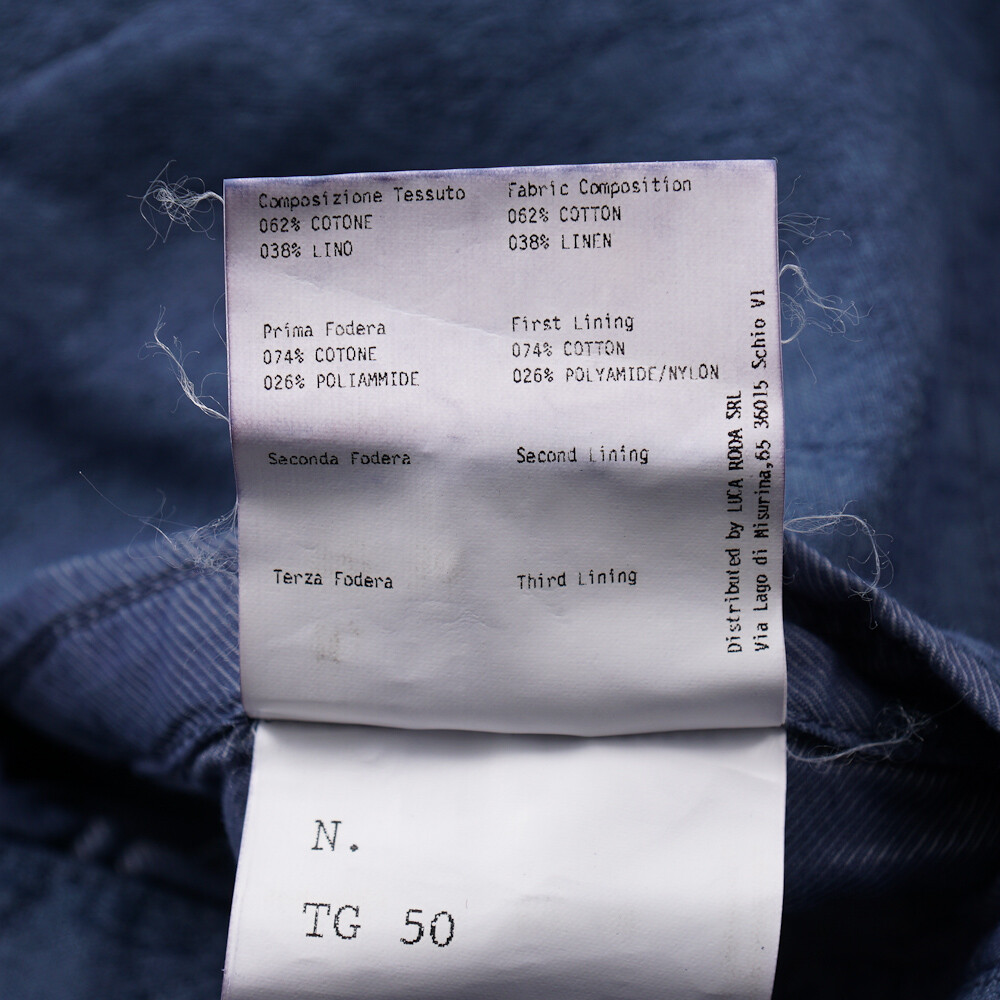 Composizione Tessuto
062% COTONE
038% LINO
Fabric Composition
062% COTTON
038% LINEN
Prima Fodera
074% COTONE
026% POLIAMMIDE
First Lining
074% COTTON
026% POLYAMIDE/NYLON
Seconda Fodera
Second Lining
Terza Fodera
Third Lining
Distributed by LUCA RODA SRL
Via Lago di Misurina,65 36015 Schio VI
N.
TG 50